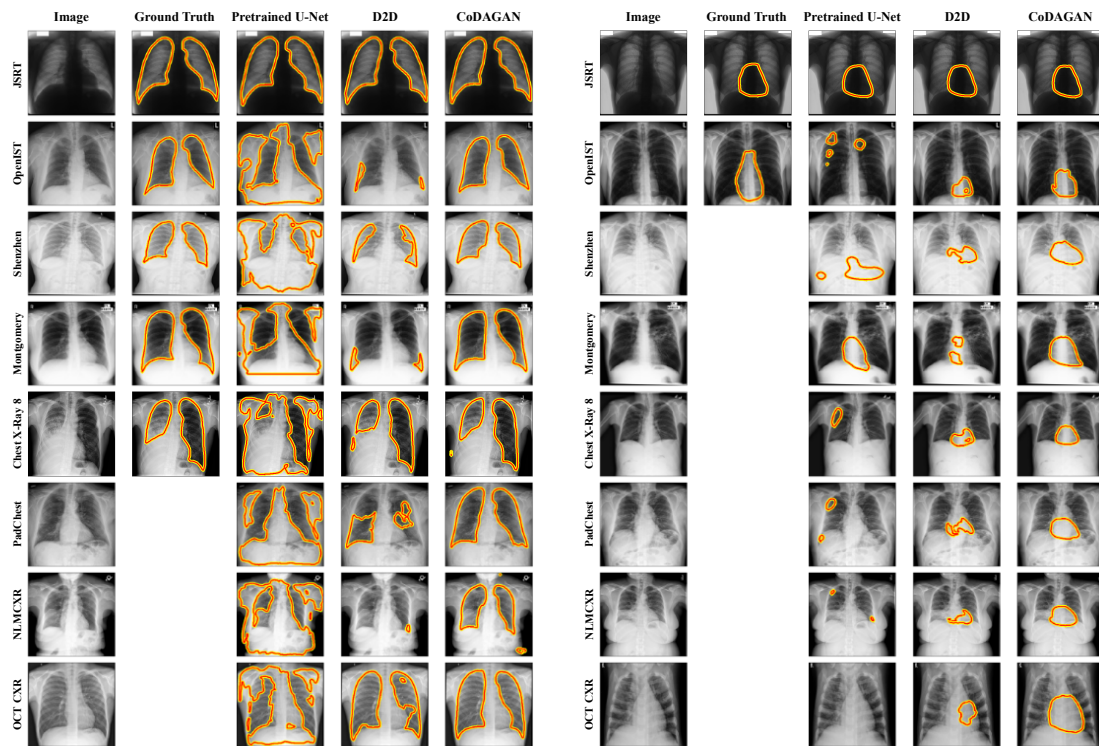 Image Ground Truth Pretrained U-Net D2D CoDAGAN
JSRT
OpenIST
Shenzhen
Montgomery
Chest X-Ray 8
PadChest
NLMCXR
OCT CXR
Image Ground Truth Pretrained U-Net D2D CoDAGAN
JSRT
OpenIST
Shenzhen
Montgomery
Chest X-Ray 8
PadChest
NLMCXR
OCT CXR